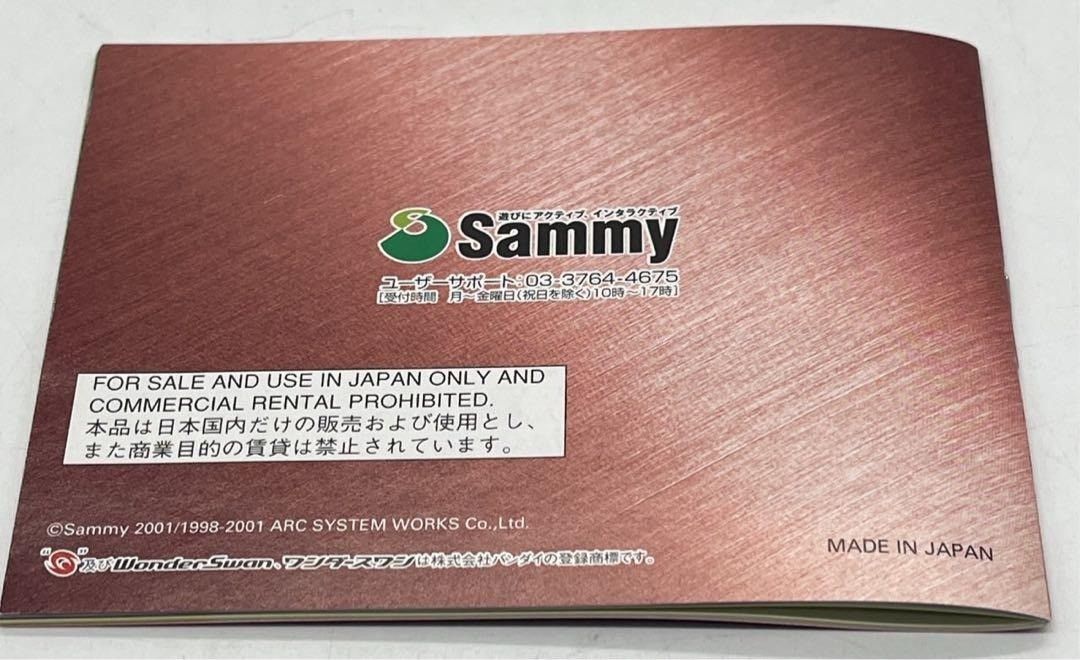 遊びにアクティブ、インタラクティブ
Sammy
ユーザーサポート:03-3764-4675
[受付時間 月~金曜日(祝日を除く)10時~17時]
FOR SALE AND USE IN JAPAN ONLY AND
COMMERCIAL RENTAL PROHIBITED.
本品は日本国内だけの販売および使用とし、
また商業目的の賃貸は禁止されています。
©Sammy 2001/1998-2001 ARC SYSTEM WORKS Co.,Ltd.
“ ”及びWonderSwan、ワンダースワンは株式会社バンダイの登録商標です。
MADE IN JAPAN